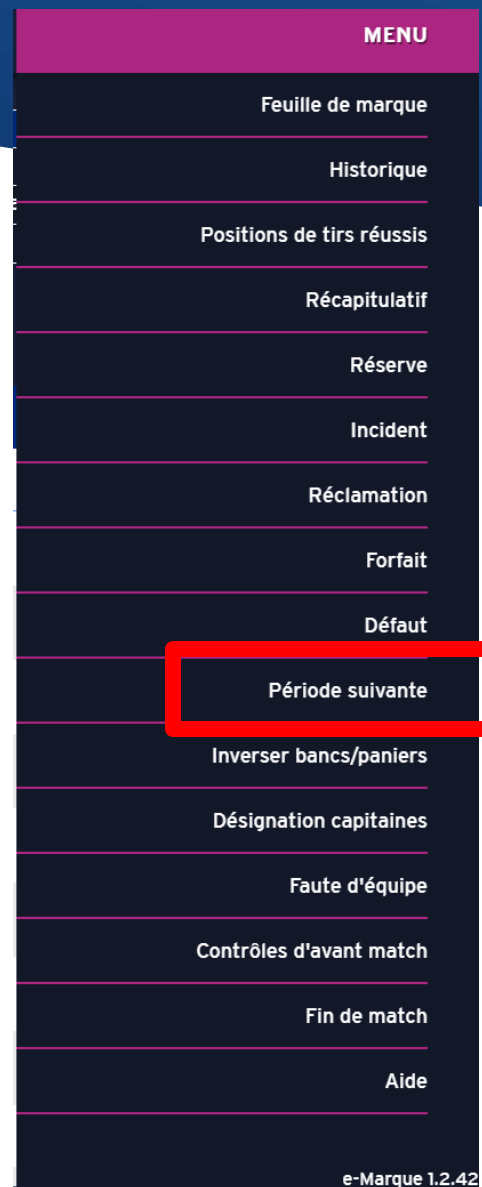 MENU
Feuille de marque
Historique
Positions de tirs réussis
Récapitulatif
Réserve
Incident
Réclamation
Forfait
Défaut
Période suivante
Inverser bancs/paniers
Désignation capitaines
Faute d'équipe
Contrôles d'avant match
Fin de match
Aide
e-Marque 1.2.42